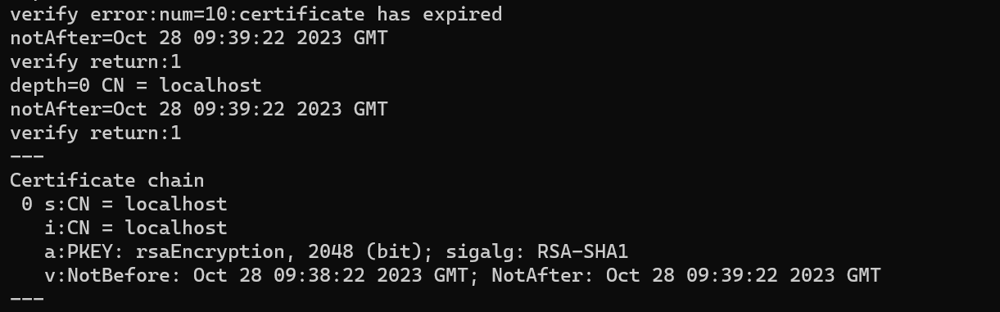 verify error:num=10:certificate has expired
notAfter=Oct 28 09:39:22 2023 GMT
verify return:1
depth=0 CN = localhost
notAfter=Oct 28 09:39:22 2023 GMT
verify return:1
---
Certificate chain
 0 s:CN = localhost
   i:CN = localhost
   a:PKEY: rsaEncryption, 2048 (bit); sigalg: RSA-SHA1
   v:NotBefore: Oct 28 09:38:22 2023 GMT; NotAfter: Oct 28 09:39:22 2023 GMT
---